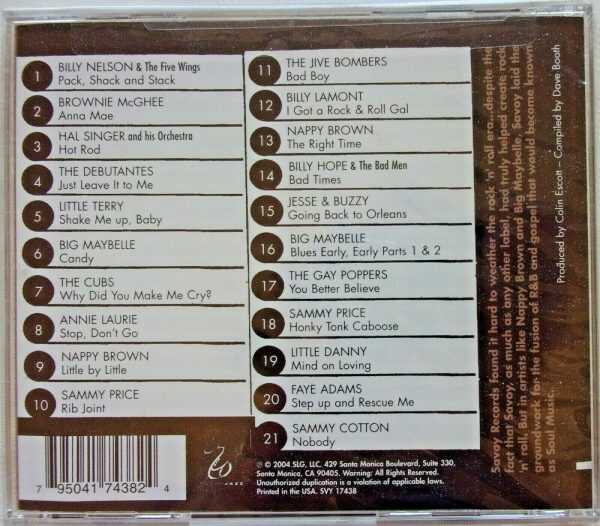 1
BILLY NELSON & The Five Wings
Pack, Shack and Stack
2
BROWNIE McGHEE
Anna Mae
3
HAL SINGER and his Orchestra
Hot Rod
4
THE DEBUTANTES
Just Leave It to Me
5
LITTLE TERRY
Shake Me up, Baby
6
BIG MAYBELLE
Candy
7
THE CUBS
Why Did You Make Me Cry?
8
ANNIE LAURIE
Stop, Don't Go
9
NAPPY BROWN
Little by Little
10
SAMMY PRICE
Rib Joint
11
THE JIVE BOMBERS
Bad Boy
12
BILLY LAMONT
I Got a Rock & Roll Gal
13
NAPPY BROWN
The Right Time
14
BILLY HOPE & The Bad Men
Bad Times
15
JESSE & BUZZY
Going Back to Orleans
16
BIG MAYBELLE
Blues Early, Early Parts 1 & 2
17
THE GAY POPPERS
You Better Believe
18
SAMMY PRICE
Honky Tonk Caboose
19
LITTLE DANNY
Mind on Loving
20
FAYE ADAMS
Step up and Rescue Me
21
SAMMY COTTON
Nobody
Savoy Records found it hard to weather the rock 'n' roll era...despite the
fact that Savoy, as much as any other label, had truly helped create rock
'n' roll. But in artists like Nappy Brown and Big Maybelle, Savoy laid the
groundwork for the fusion of R&B and gospel that would become known
as Soul Music.
Produced by Colin Escott – Compiled by Dave Booth
7 95041 74382 4
JAZZ
℗ © 2004 SLG, LLC. 429 Santa Monica Boulevard, Suite 330,
Santa Monica, CA 90405. Warning: All Rights Reserved.
Unauthorized duplication is a violation of applicable laws.
Printed in the USA. SVY 17438